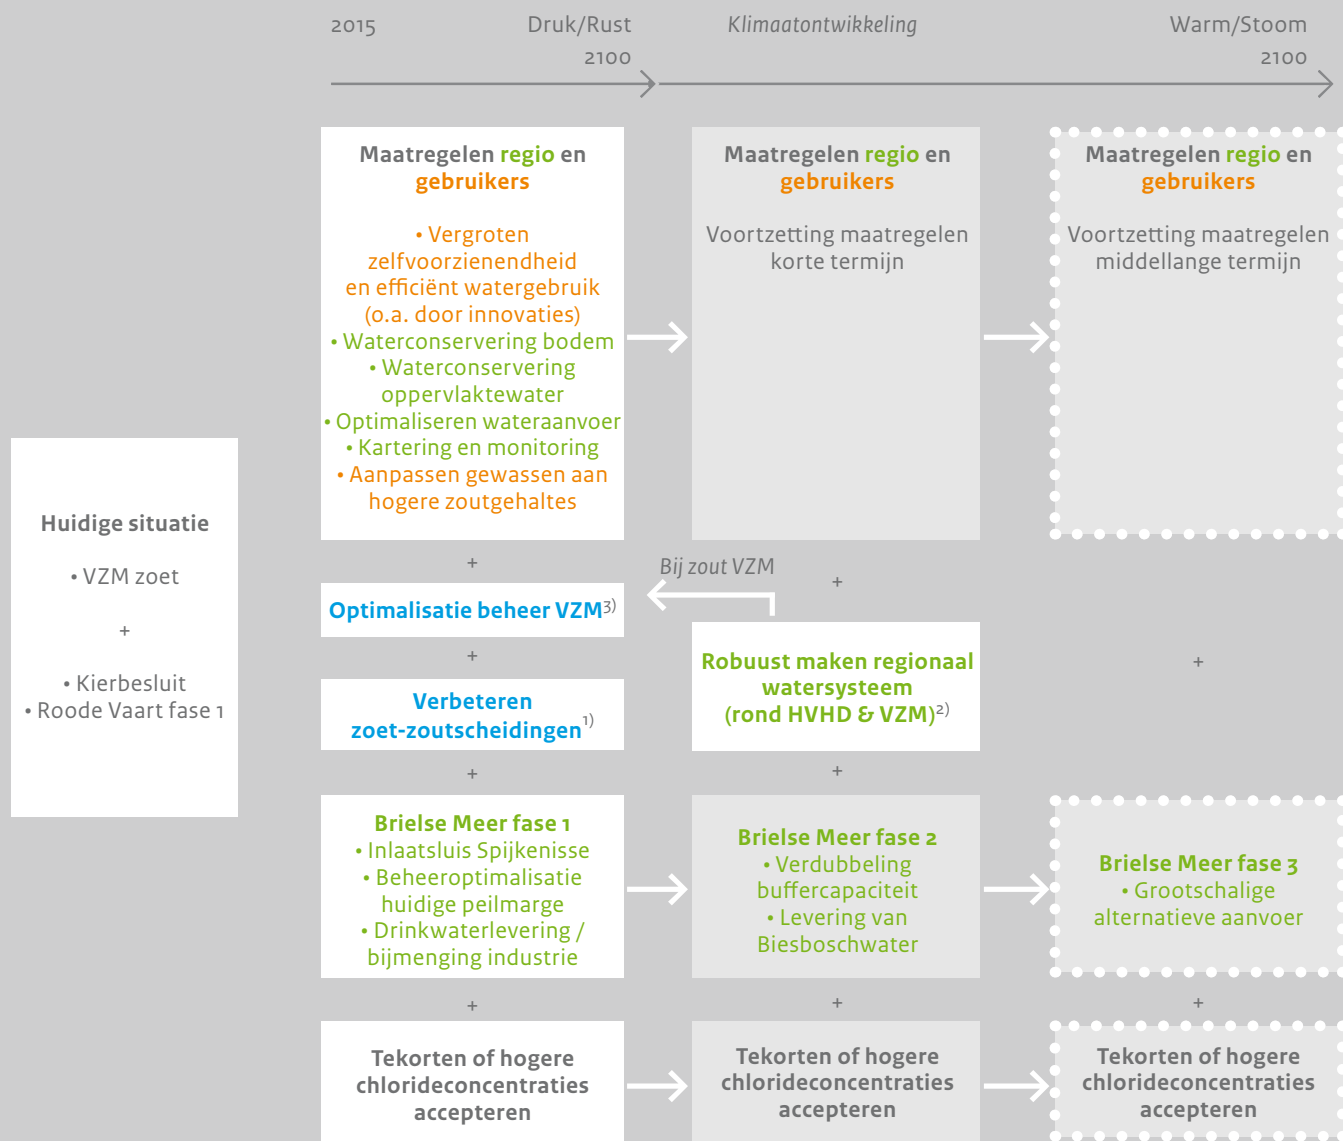 2015
Druk/Rust
2100
Klimaatontwikkeling
Warm/Stoom
2100
Huidige situatie
• VZM zoet
+
• Kierbesluit
• Roode Vaart fase 1
Maatregelen regio en
gebruikers
• Vergroten
zelfvoorzienendheid
en efficiënt watergebruik
(o.a. door innovaties)
• Waterconservering bodem
• Waterconservering
oppervlaktewater
• Optimaliseren wateraanvoer
• Kartering en monitoring
• Aanpassen gewassen aan
hogere zoutgehaltes
+
Optimalisatie beheer VZM3)
+
Verbeteren
zoet-zoutscheidingen1)
+
Brielse Meer fase 1
• Inlaatsluis Spijkenisse
• Beheeroptimalisatie
huidige peilmarge
• Drinkwaterlevering /
bijmenging industrie
+
Tekorten of hogere
chlorideconcentraties
accepteren
Maatregelen regio en
gebruikers
Voortzetting maatregelen
korte termijn
Bij zout VZM
+
Robuust maken regionaal
watersysteem
(rond HVHD & VZM)2)
+
Brielse Meer fase 2
• Verdubbeling
buffercapaciteit
• Levering van
Biesboschwater
+
Tekorten of hogere
chlorideconcentraties
accepteren
Maatregelen regio en
gebruikers
Voortzetting maatregelen
middellange termijn
+
Brielse Meer fase 3
• Grootschalige
alternatieve aanvoer
+
Tekorten of hogere
chlorideconcentraties
accepteren